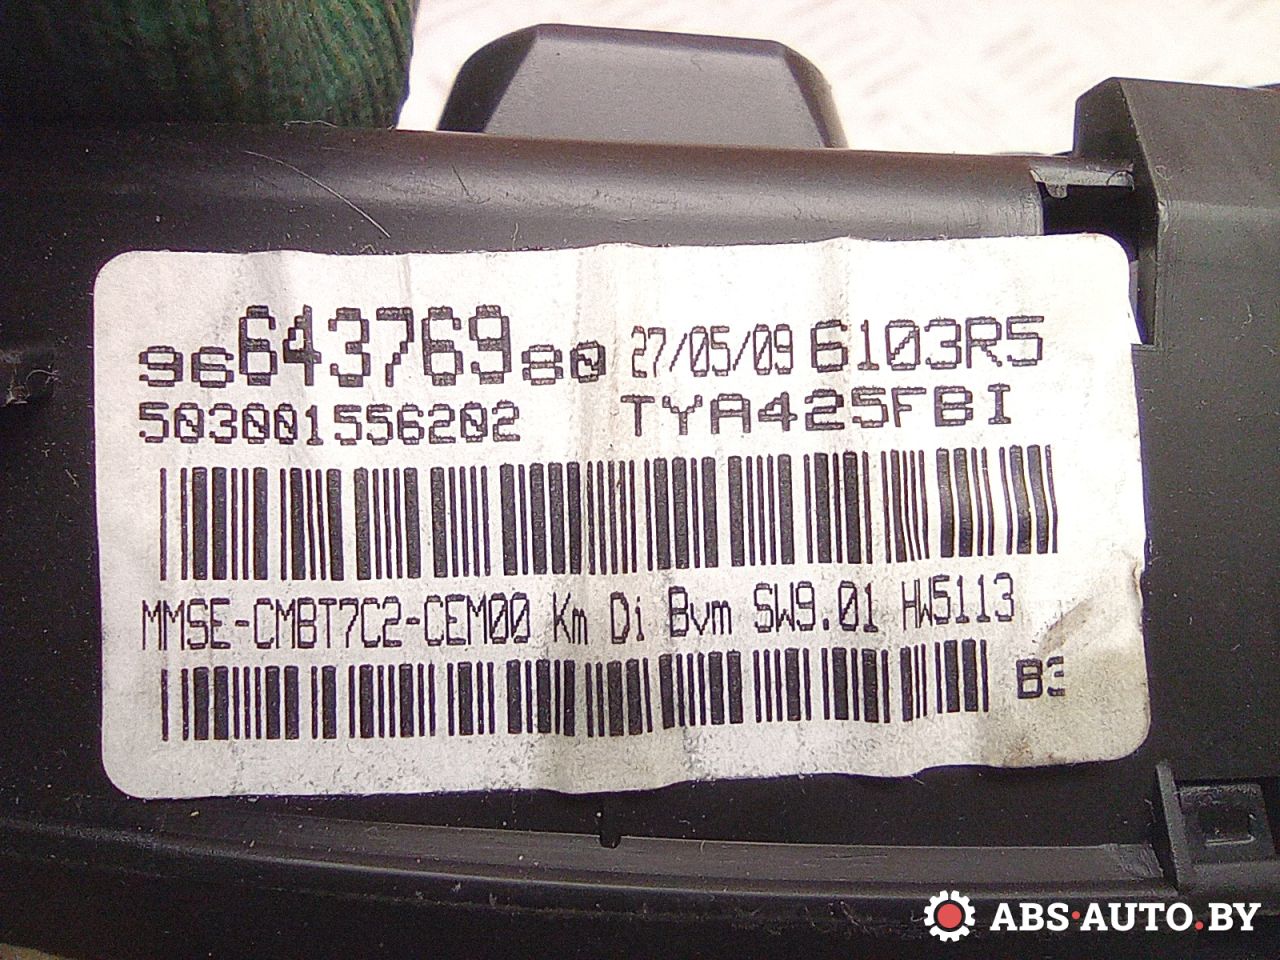 9664376980 27/05/09 6103R5
503001556202 TYA425FBI
MMSE-CMBT7C2-CEM00 Km Di Bvm SW9.01 HW5113
B3
ABS·AUTO.BY